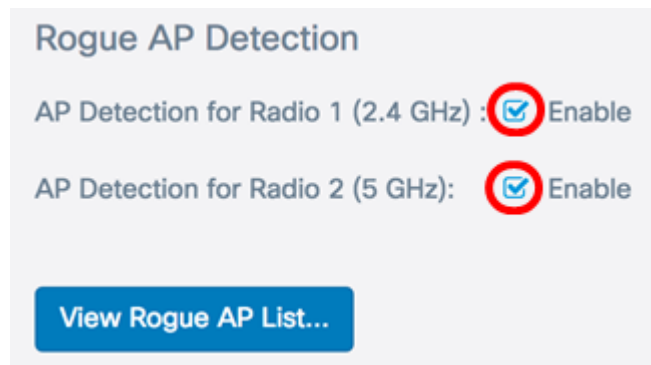 Rogue AP Detection
AP Detection for Radio 1 (2.4 GHz) : Enable
AP Detection for Radio 2 (5 GHz): Enable
View Rogue AP List...